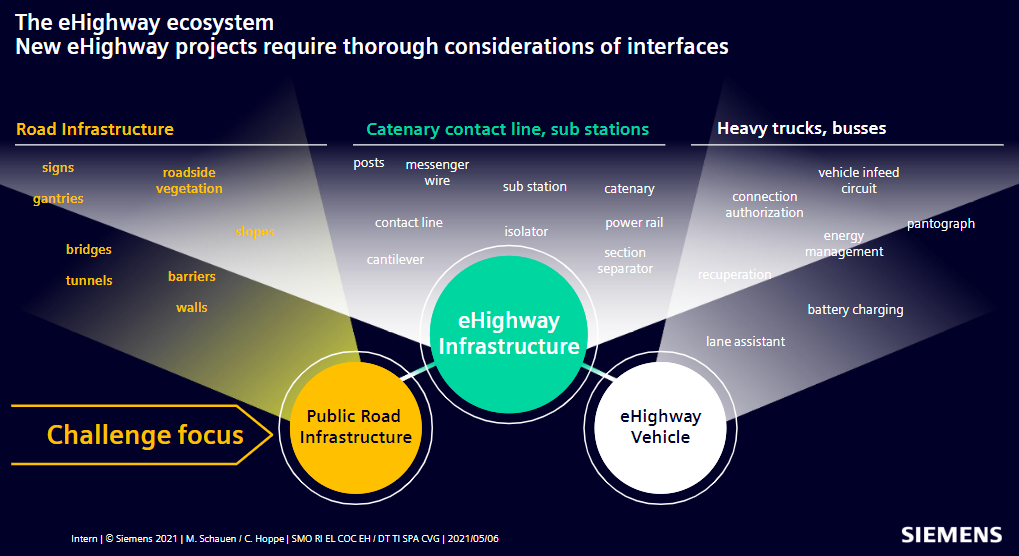 The eHighway ecosystem
New eHighway projects require thorough considerations of interfaces
Road Infrastructure
signs
roadside
vegetation
gantries
slopes
bridges
tunnels
barriers
walls
Catenary contact line, sub stations
posts
messenger
wire
sub station
catenary
contact line
isolator
power rail
cantilever
section
separator
Heavy trucks, busses
vehicle infeed
circuit
connection
authorization
pantograph
energy
management
recuperation
battery charging
lane assistant
eHighway
Infrastructure
Public Road
Infrastructure
eHighway
Vehicle
Challenge focus
Intern | © Siemens 2021 | M. Schauen / C. Hoppe | SMO RI EL COC EH / DT TI SPA CVG | 2021/05/06
SIEMENS